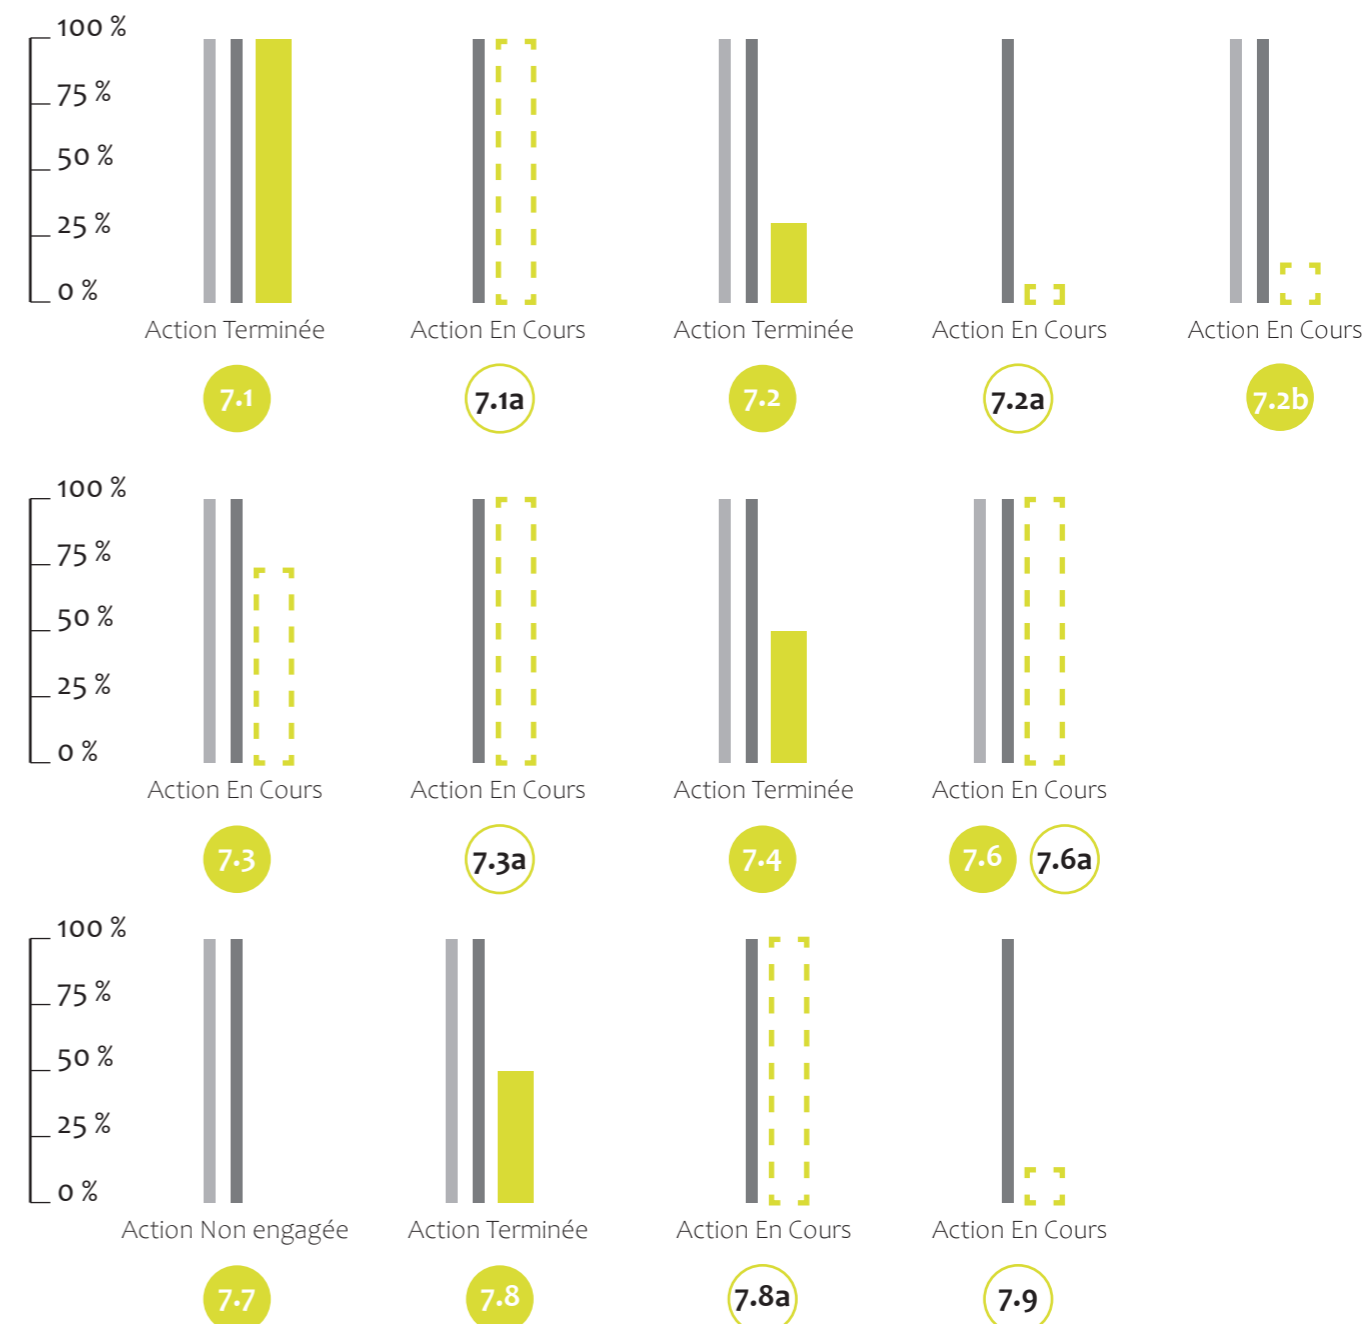 100 %
75 %
50 %
25 %
0 %
Action Terminée Action En Cours Action Terminée Action En Cours Action En Cours
7.1 7.1a 7.2 7.2a 7.2b
100 %
75 %
50 %
25 %
0 %
Action En Cours Action En Cours Action Terminée Action En Cours
7.3 7.3a 7.4 7.6 7.6a
100 %
75 %
50 %
25 %
0 %
Action Non engagée Action Terminée Action En Cours Action En Cours
7.7 7.8 7.8a 7.9